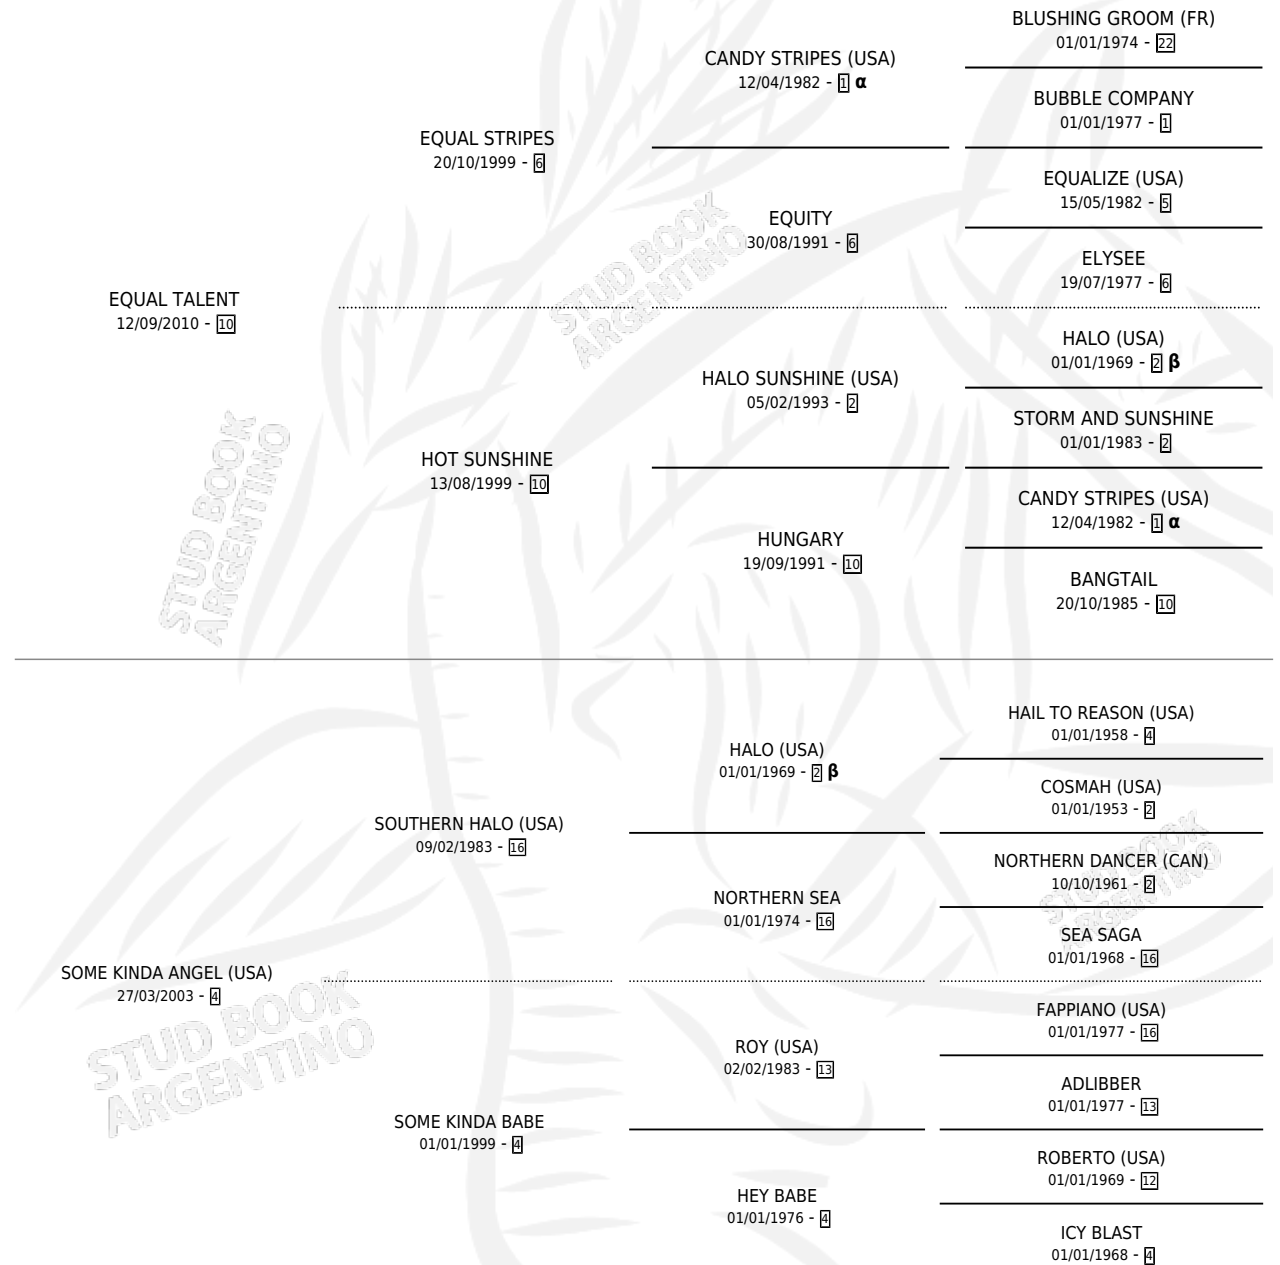 BLUSHING GROOM (FR)
01/01/1974 - 22
CANDY STRIPES (USA)
12/04/1982 - 1 α
BUBBLE COMPANY
01/01/1977 - 1
EQUAL STRIPES
20/10/1999 - 6
EQUALIZE (USA)
15/05/1982 - 5
EQUITY
30/08/1991 - 6
ELYSEE
19/07/1977 - 6
EQUAL TALENT
12/09/2010 - 10
HALO (USA)
01/01/1969 - 2 β
HALO SUNSHINE (USA)
05/02/1993 - 2
STORM AND SUNSHINE
01/01/1983 - 2
HOT SUNSHINE
13/08/1999 - 10
CANDY STRIPES (USA)
12/04/1982 - 1 α
HUNGARY
19/09/1991 - 10
BANGTAIL
20/10/1985 - 10
HAIL TO REASON (USA)
01/01/1958 - 4
HALO (USA)
01/01/1969 - 2 β
COSMAH (USA)
01/01/1953 - 2
SOUTHERN HALO (USA)
09/02/1983 - 16
NORTHERN DANCER (CAN)
10/10/1961 - 2
NORTHERN SEA
01/01/1974 - 16
SEA SAGA
01/01/1968 - 16
SOME KINDA ANGEL (USA)
27/03/2003 - 4
FAPPIANO (USA)
01/01/1977 - 16
ROY (USA)
02/02/1983 - 13
ADLIBBER
01/01/1977 - 13
SOME KINDA BABE
01/01/1999 - 4
ROBERTO (USA)
01/01/1969 - 12
HEY BABE
01/01/1976 - 4
ICY BLAST
01/01/1968 - 4
STUD BOOK
ARGENTINO
STUD BOOK
ARGENTINO
STUD BOOK
ARGENTINO
STUD BOOK
ARGENTINO